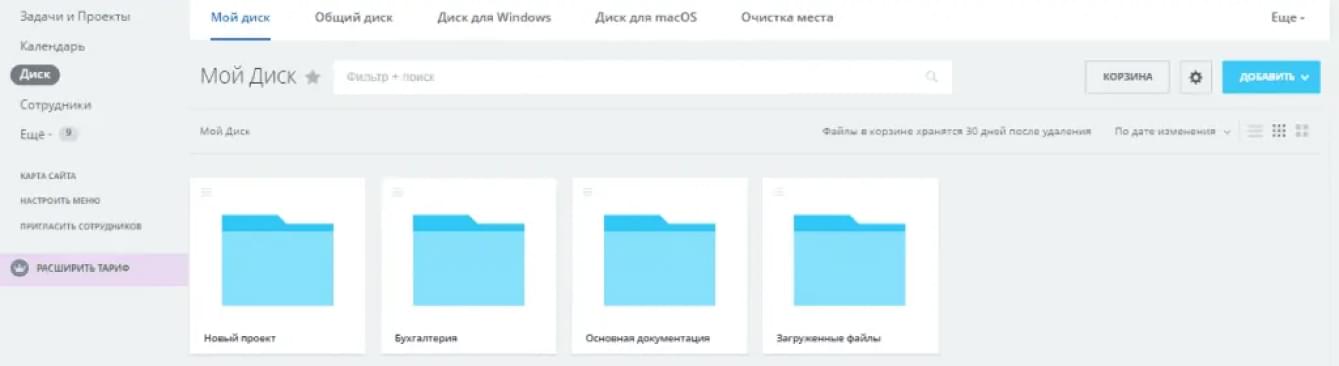 Задачи и Проекты
Календарь
Диск
Сотрудники
Ещё - 9
КАРТА САЙТА
НАСТРОИТЬ МЕНЮ
ПРИГЛАСИТЬ СОТРУДНИКОВ
РАСШИРИТЬ ТАРИФ
Мой диск Общий диск Диск для Windows Диск для macOS Очистка места Еще -
Мой Диск Фильтр + поиск КОРЗИНА ДОБАВИТЬ
Мой Диск Файлы в корзине хранятся 30 дней после удаления По дате изменения
Новый проект Бухгалтерия Основная документация Загруженные файлы